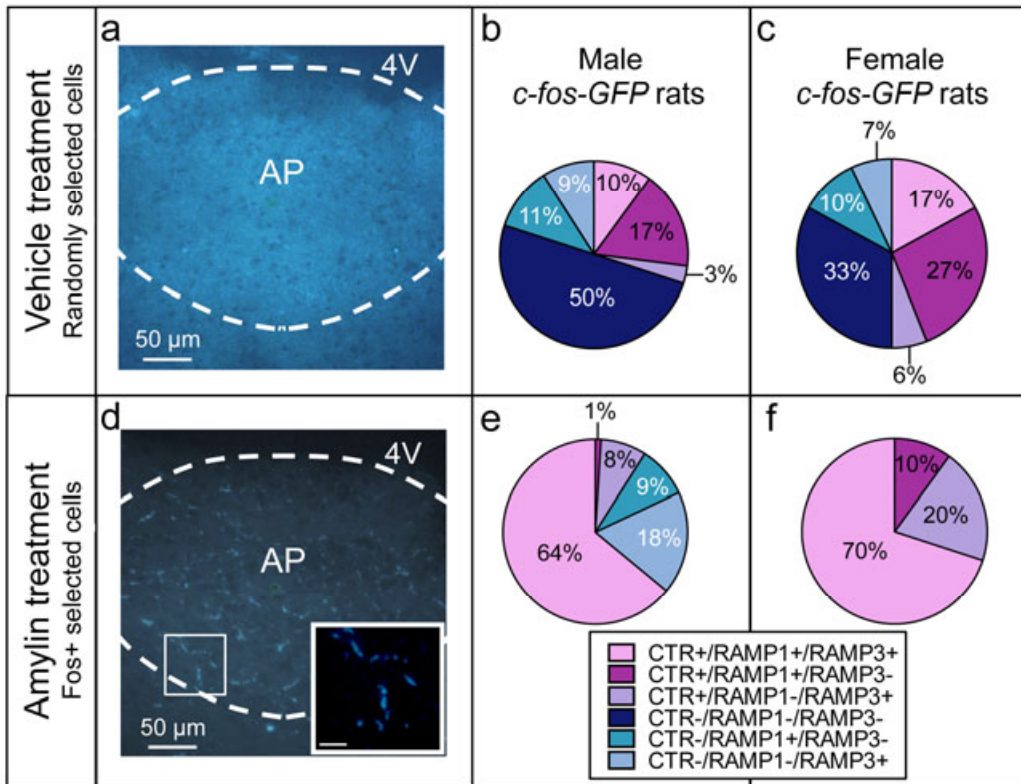 Vehicle treatment
Randomly selected cells
a
4V
AP
50 µm
b
Male
c-fos-GFP rats
10%
17%
3%
50%
11%
9%
c
Female
c-fos-GFP rats
7%
17%
27%
6%
33%
10%
Amylin treatment
Fos+ selected cells
d
4V
AP
50 µm
e
1%
8%
9%
18%
64%
f
10%
20%
70%
CTR+/RAMP1+/RAMP3+
CTR+/RAMP1+/RAMP3-
CTR+/RAMP1-/RAMP3+
CTR-/RAMP1-/RAMP3-
CTR-/RAMP1+/RAMP3-
CTR-/RAMP1-/RAMP3+